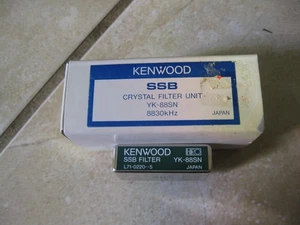 KENWOOD
SSB
CRYSTAL FILTER UNIT
YK-88SN
8830kHz
JAPAN
KENWOOD
SSB FILTER YK-88SN
L71-0220-5 JAPAN